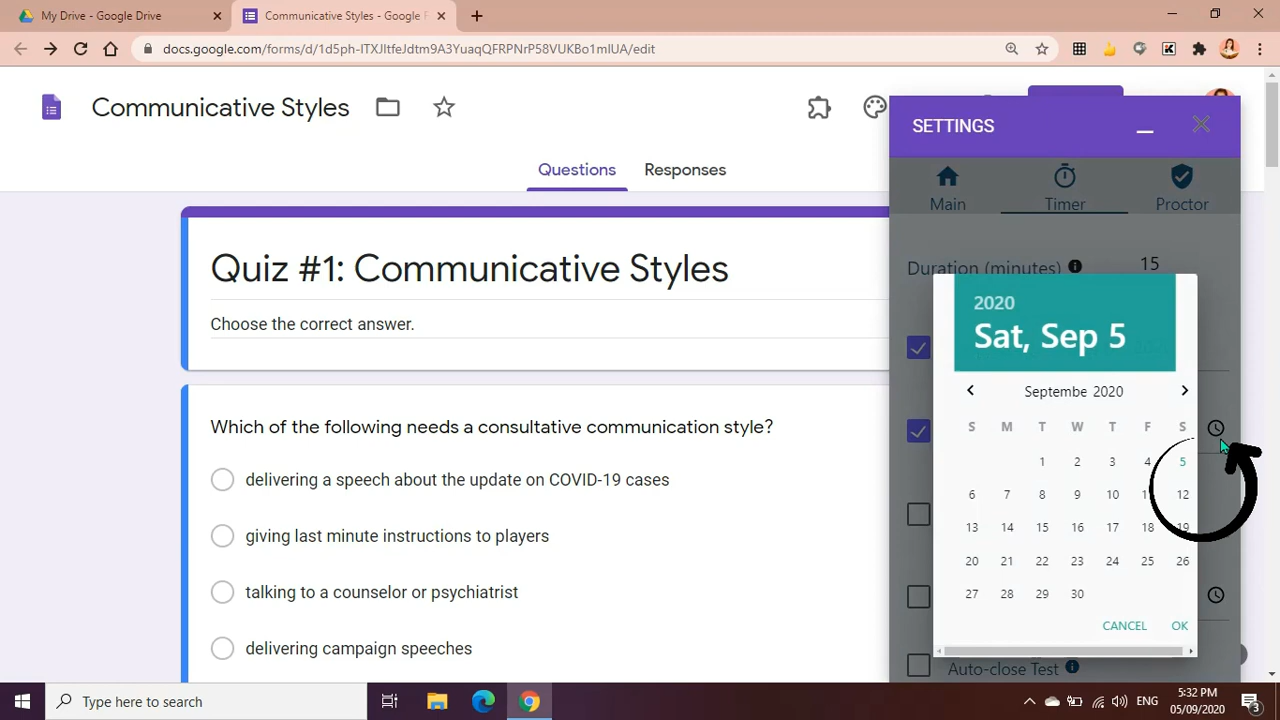 My Drive - Google Drive
Communicative Styles - Google F
docs.google.com/forms/d/1d5ph-ITXJItfeJdtm9A3YuaqQFRPNrP58VUKBo1mIUA/edit
Communicative Styles
SETTINGS
Questions
Responses
Main
Timer
Proctor
Quiz #1: Communicative Styles
Choose the correct answer.
Duration (minutes)
15
2020
Sat, Sep 5
Septembe 2020
S M T W T F S
1 2 3 4 5
6 7 8 9 10 12
13 14 15 16 17 18 19
20 21 22 23 24 25 26
27 28 29 30
CANCEL OK
Auto-close Test
Which of the following needs a consultative communication style?
delivering a speech about the update on COVID-19 cases
giving last minute instructions to players
talking to a counselor or psychiatrist
delivering campaign speeches
Type here to search
ENG
5:32 PM
05/09/2020
3